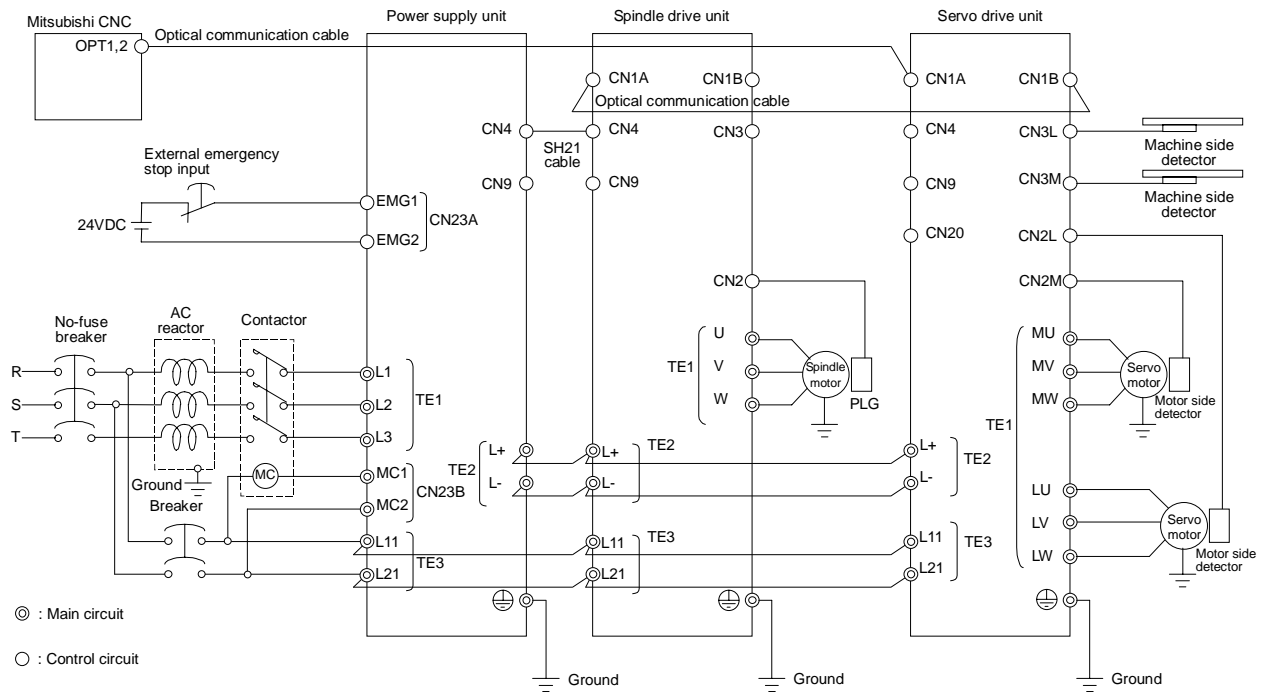 Power supply unit
Spindle drive unit
Servo drive unit
Mitsubishi CNC
OPT1,2
Optical communication cable
CN1A
CN1B
CN1A
CN1B
Optical communication cable
CN4
SH21
cable
CN4
CN3
CN4
CN3L
Machine side
detector
External emergency
stop input
CN9
CN9
CN9
CN3M
Machine side
detector
24VDC
EMG1
EMG2
CN23A
CN20
CN2L
CN2
CN2M
No-fuse
breaker
AC
reactor
Contactor
R
S
T
L1
L2
L3
TE1
TE1
U
V
W
Spindle
motor
PLG
TE1
MU
MV
MW
Servo
motor
Motor side
detector
Ground
MC
MC1
MC2
CN23B
TE2
L+
L-
L+
L-
TE2
L+
L-
TE2
LU
LV
LW
Servo
motor
Motor side
detector
Breaker
L11
L21
TE3
L11
L21
TE3
L11
L21
TE3
: Main circuit
: Control circuit
Ground
Ground
Ground